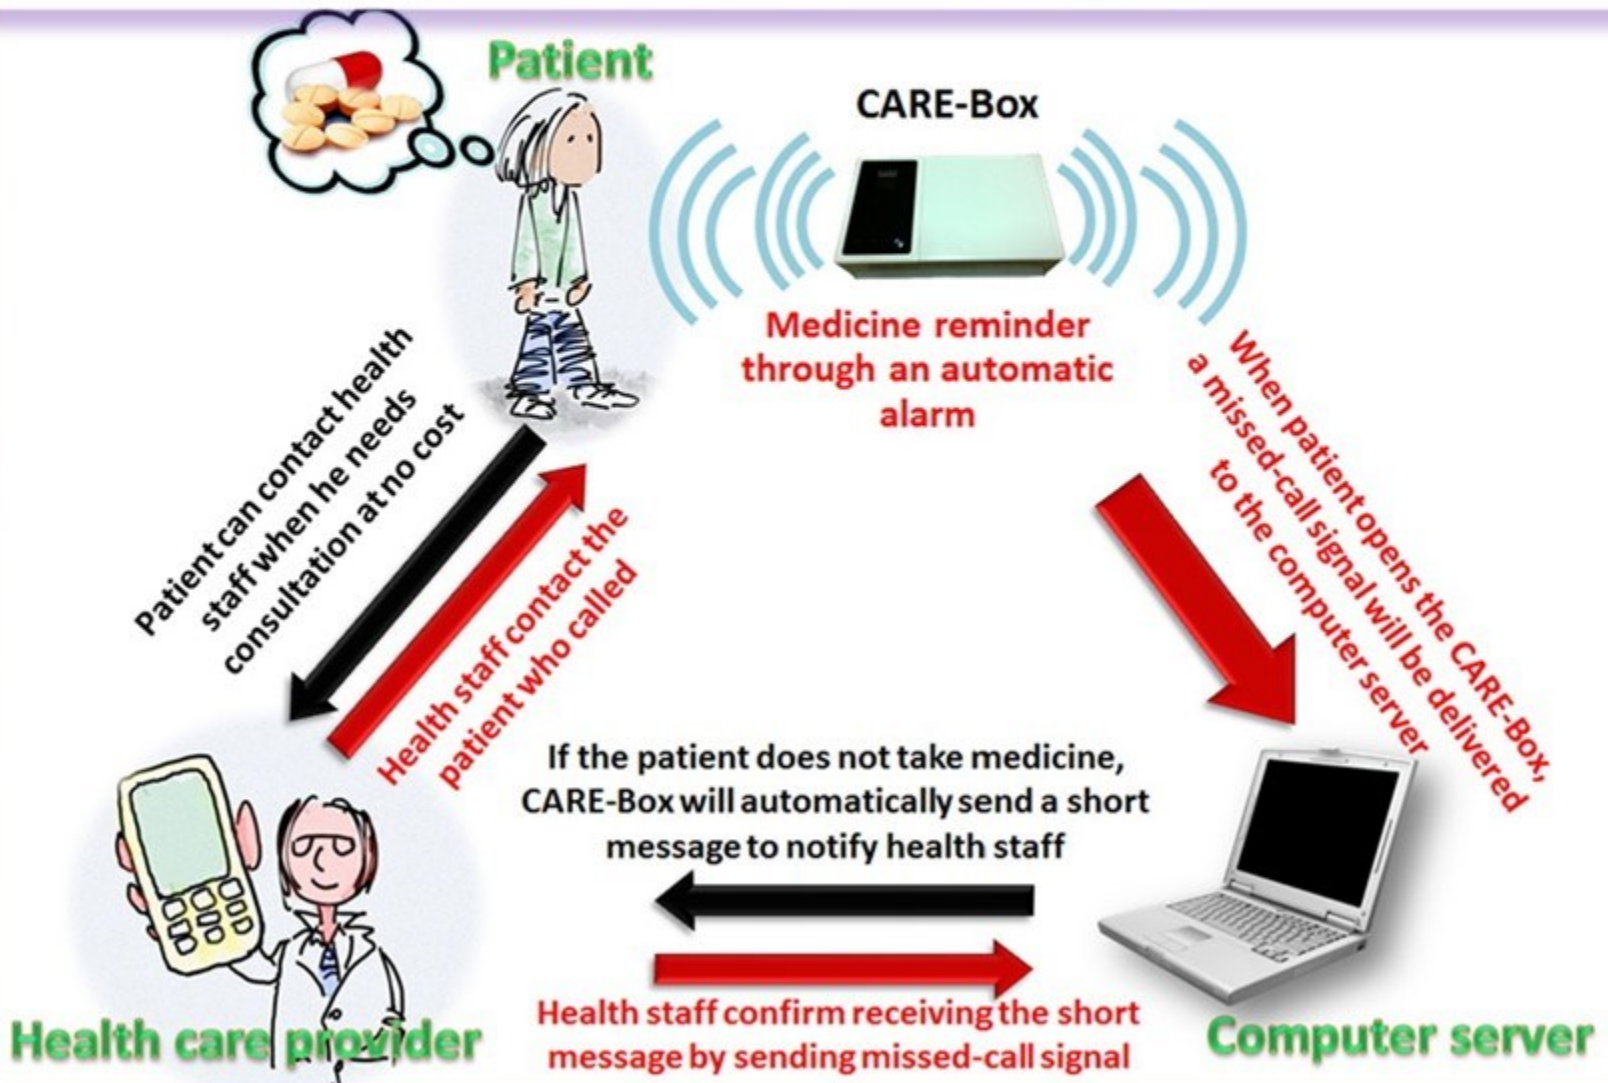 Patient
CARE-Box
Medicine reminder
through an automatic
alarm
When patient opens the CARE-Box,
a missed-call signal will be delivered
to the computer server
Patient can contact health
staff when he needs
consultation at no cost
Health staff contact the
patient who called
If the patient does not take medicine,
CARE-Box will automatically send a short
message to notify health staff
Health staff confirm receiving the short
message by sending missed-call signal
Health care provider
Computer server